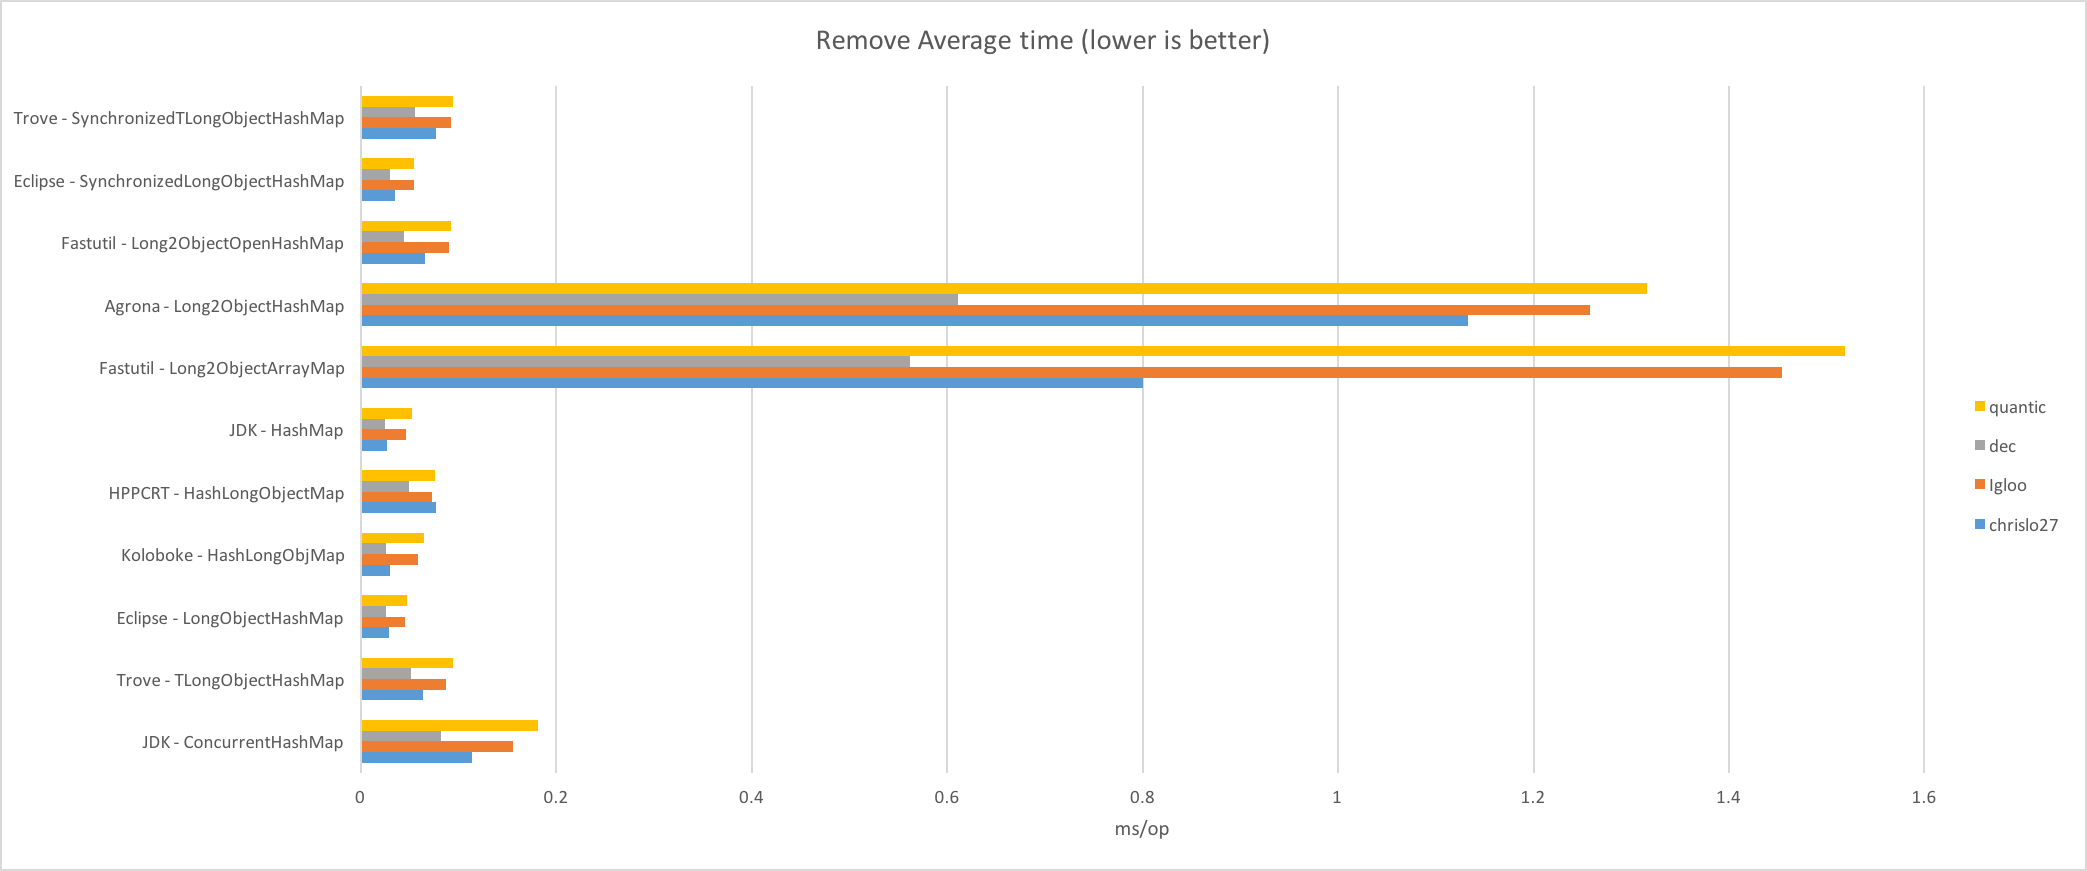 Remove Average time (lower is better)
Trove - SynchronizedTLongObjectHashMap
Eclipse - SynchronizedLongObjectHashMap
Fastutil - Long2ObjectOpenHashMap
Agrona - Long2ObjectHashMap
Fastutil - Long2ObjectArrayMap
JDK - HashMap
HPPCRT - HashLongObjectMap
Koloboke - HashLongObjMap
Eclipse - LongObjectHashMap
Trove - TLongObjectHashMap
JDK - ConcurrentHashMap
0 0.2 0.4 0.6 0.8 1 1.2 1.4 1.6
ms/op
quantic
dec
Igloo
chrislo27